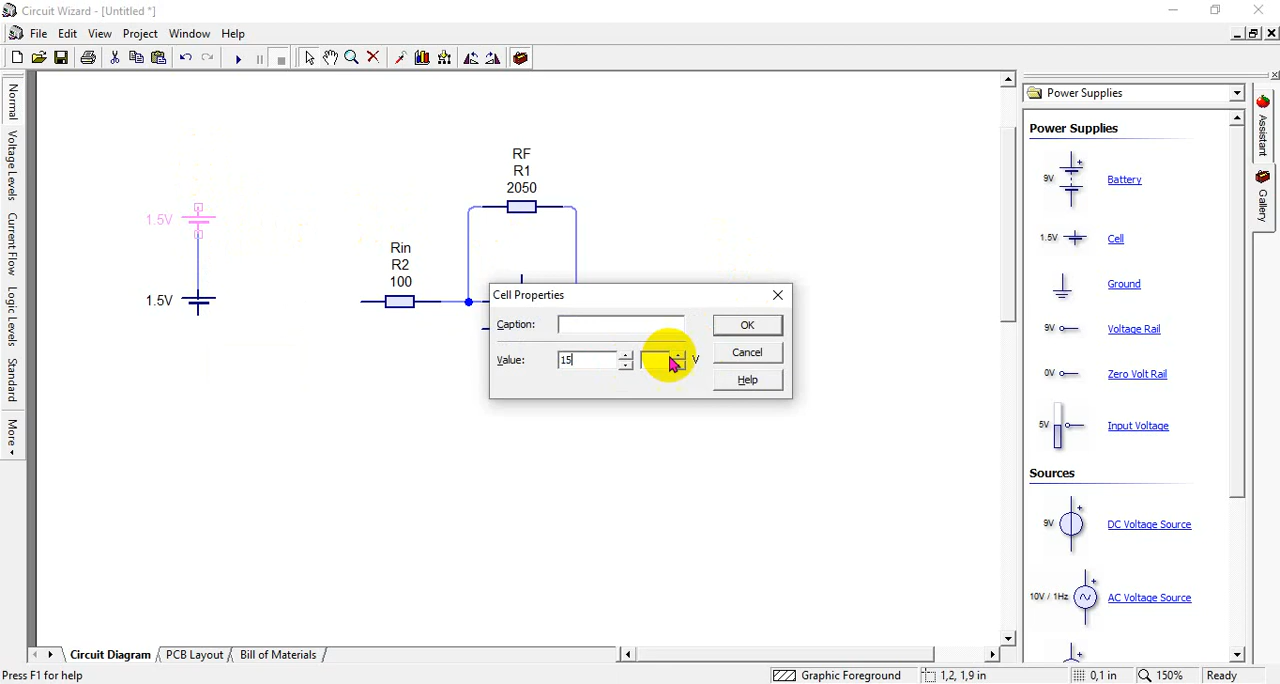 Circuit Wizard - [Untitled *]
File Edit View Project Window Help
Normal
Voltage Levels
Current Flow
Logic Levels
Standard
More
1.5V
1.5V
RF
R1
2050
Rin
R2
100
Cell Properties
Caption:
Value: 15 V
OK
Cancel
Help
Power Supplies
Power Supplies
9V Battery
1.5V Cell
Ground
9V Voltage Rail
0V Zero Volt Rail
5V Input Voltage
Sources
9V DC Voltage Source
10V / 1Hz AC Voltage Source
Assistant
Gallery
Circuit Diagram PCB Layout Bill of Materials
Press F1 for help Graphic Foreground 1,2, 1,9 in 0,1 in 150% Ready